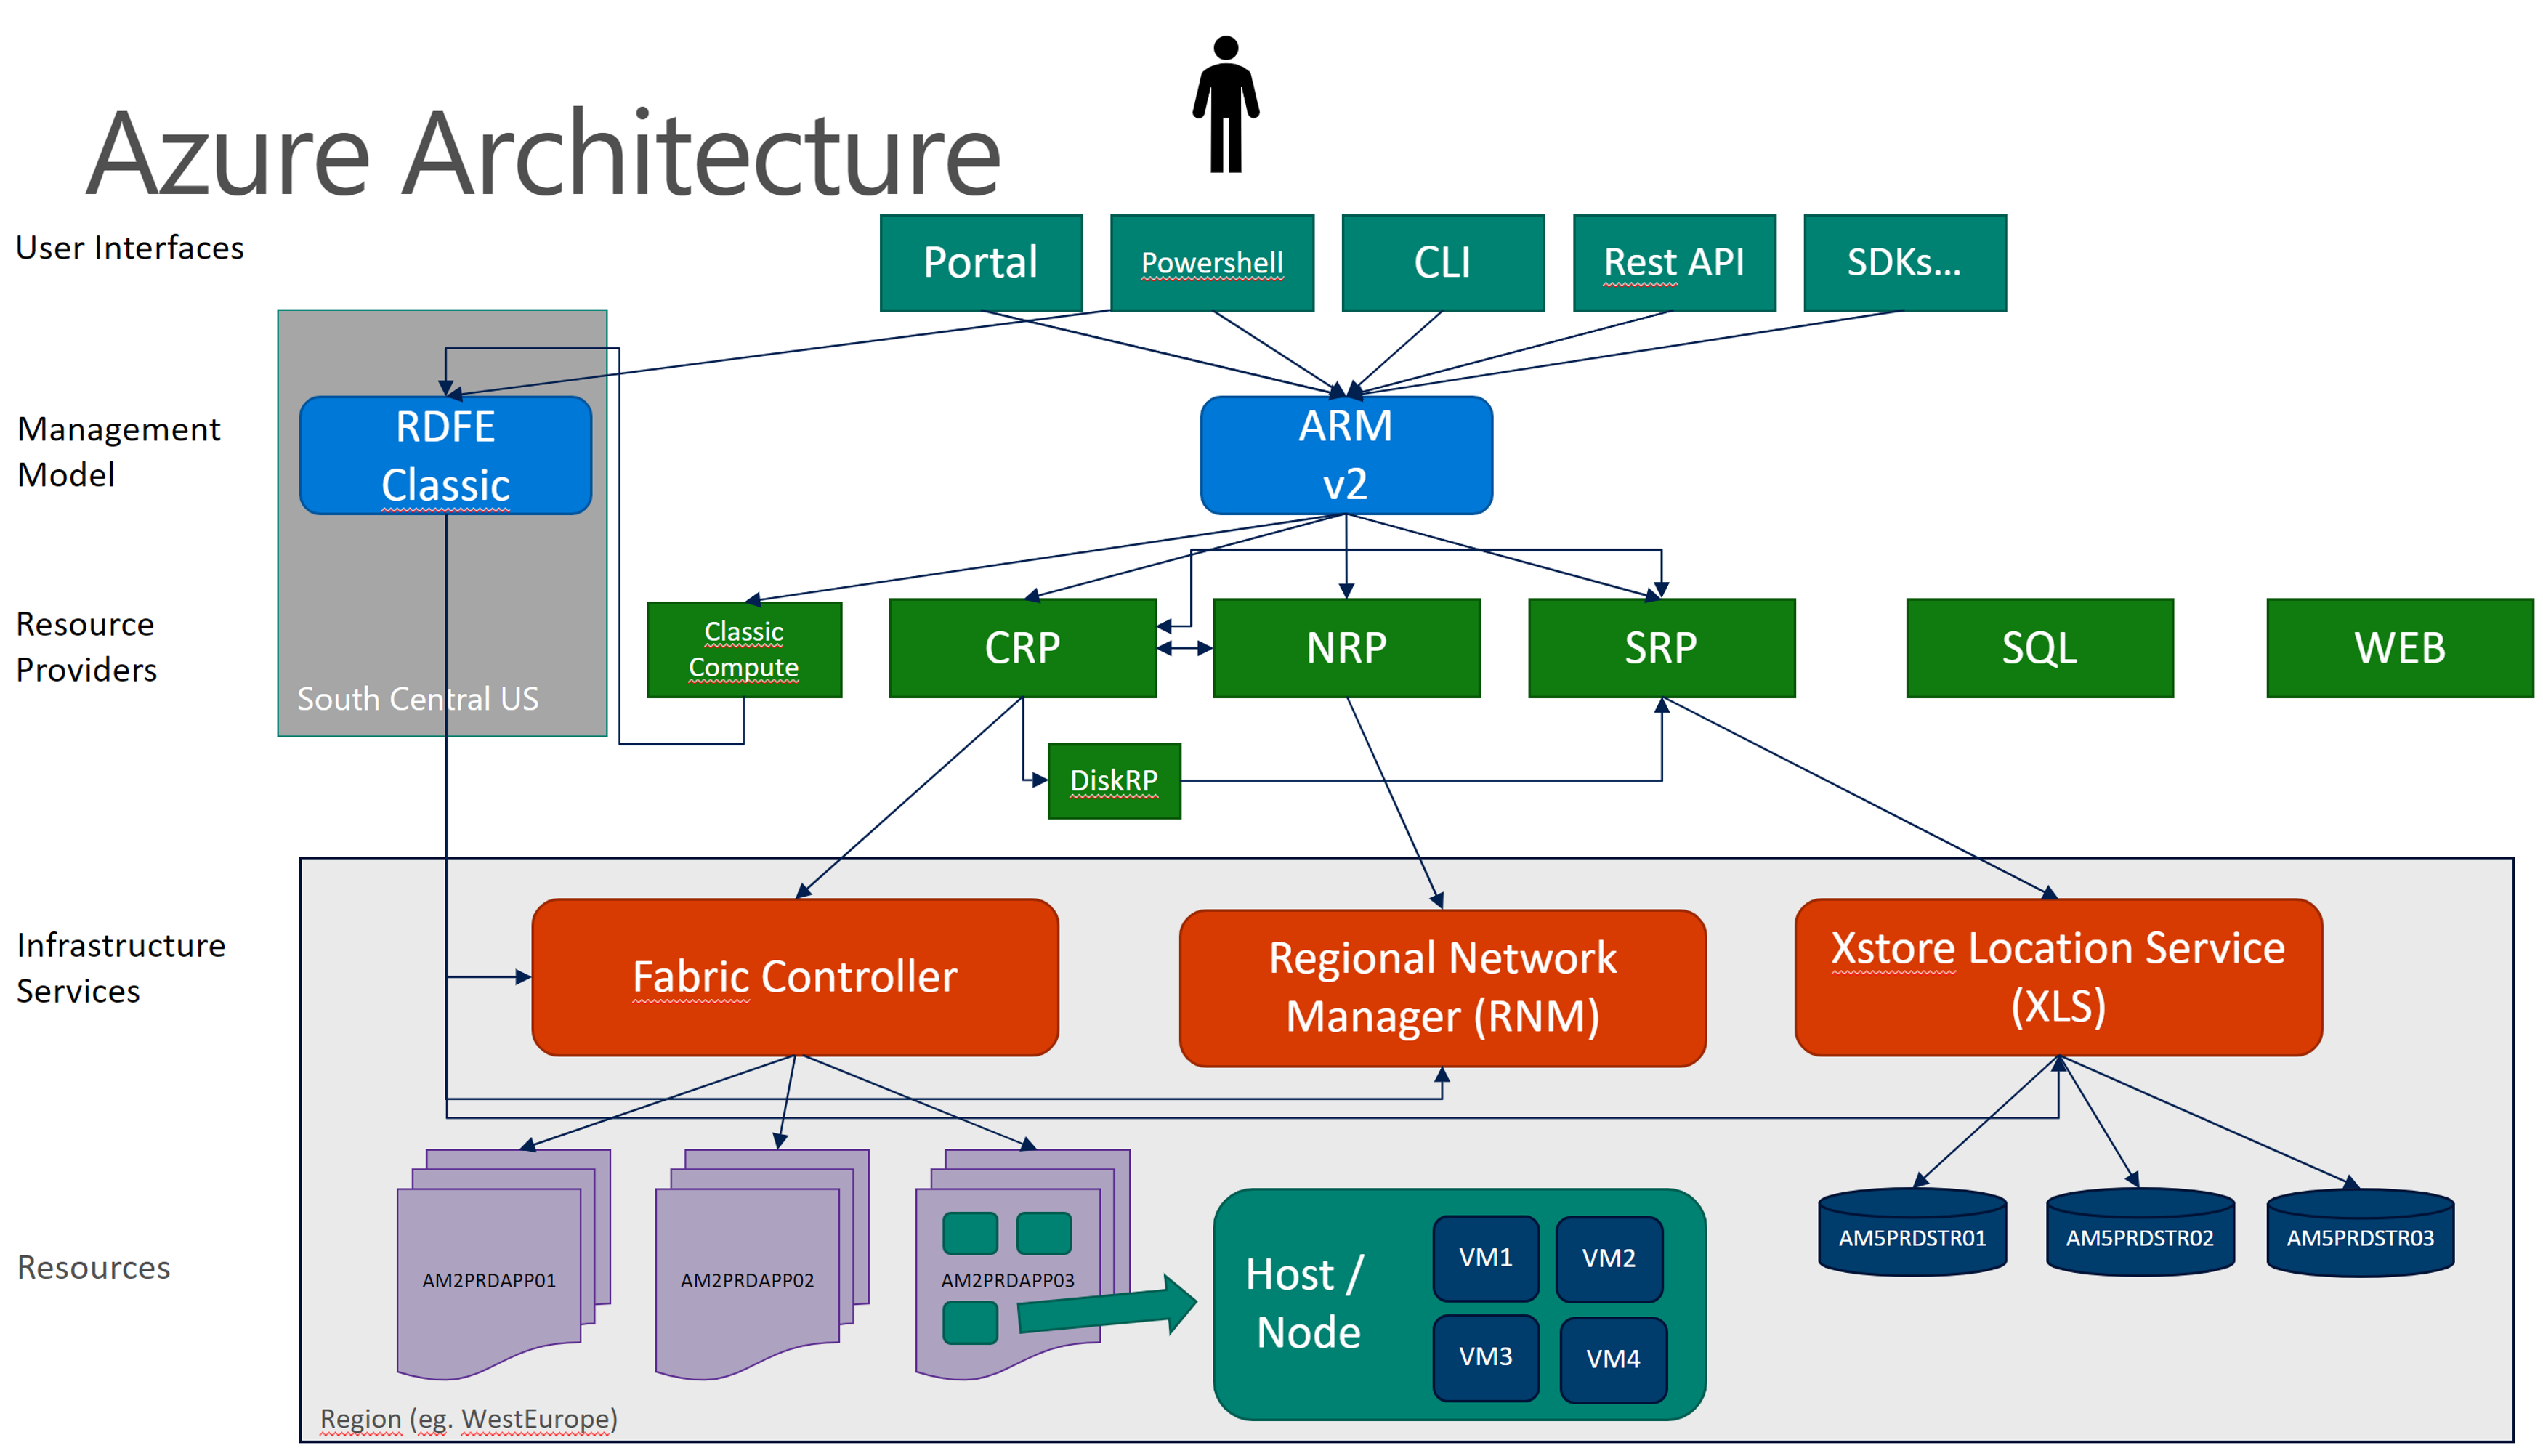 Azure Architecture
User Interfaces
Portal
Powershell
CLI
Rest API
SDKs...
Management
Model
RDFE
Classic
ARM
v2
Resource
Providers
South Central US
Classic
Compute
CRP
NRP
SRP
SQL
WEB
DiskRP
Infrastructure
Services
Fabric Controller
Regional Network
Manager (RNM)
Xstore Location Service
(XLS)
Resources
AM2PRDAPP01
AM2PRDAPP02
AM2PRDAPP03
Host /
Node
VM1
VM2
VM3
VM4
AM5PRDSTR01
AM5PRDSTR02
AM5PRDSTR03
Region (eg. WestEurope)